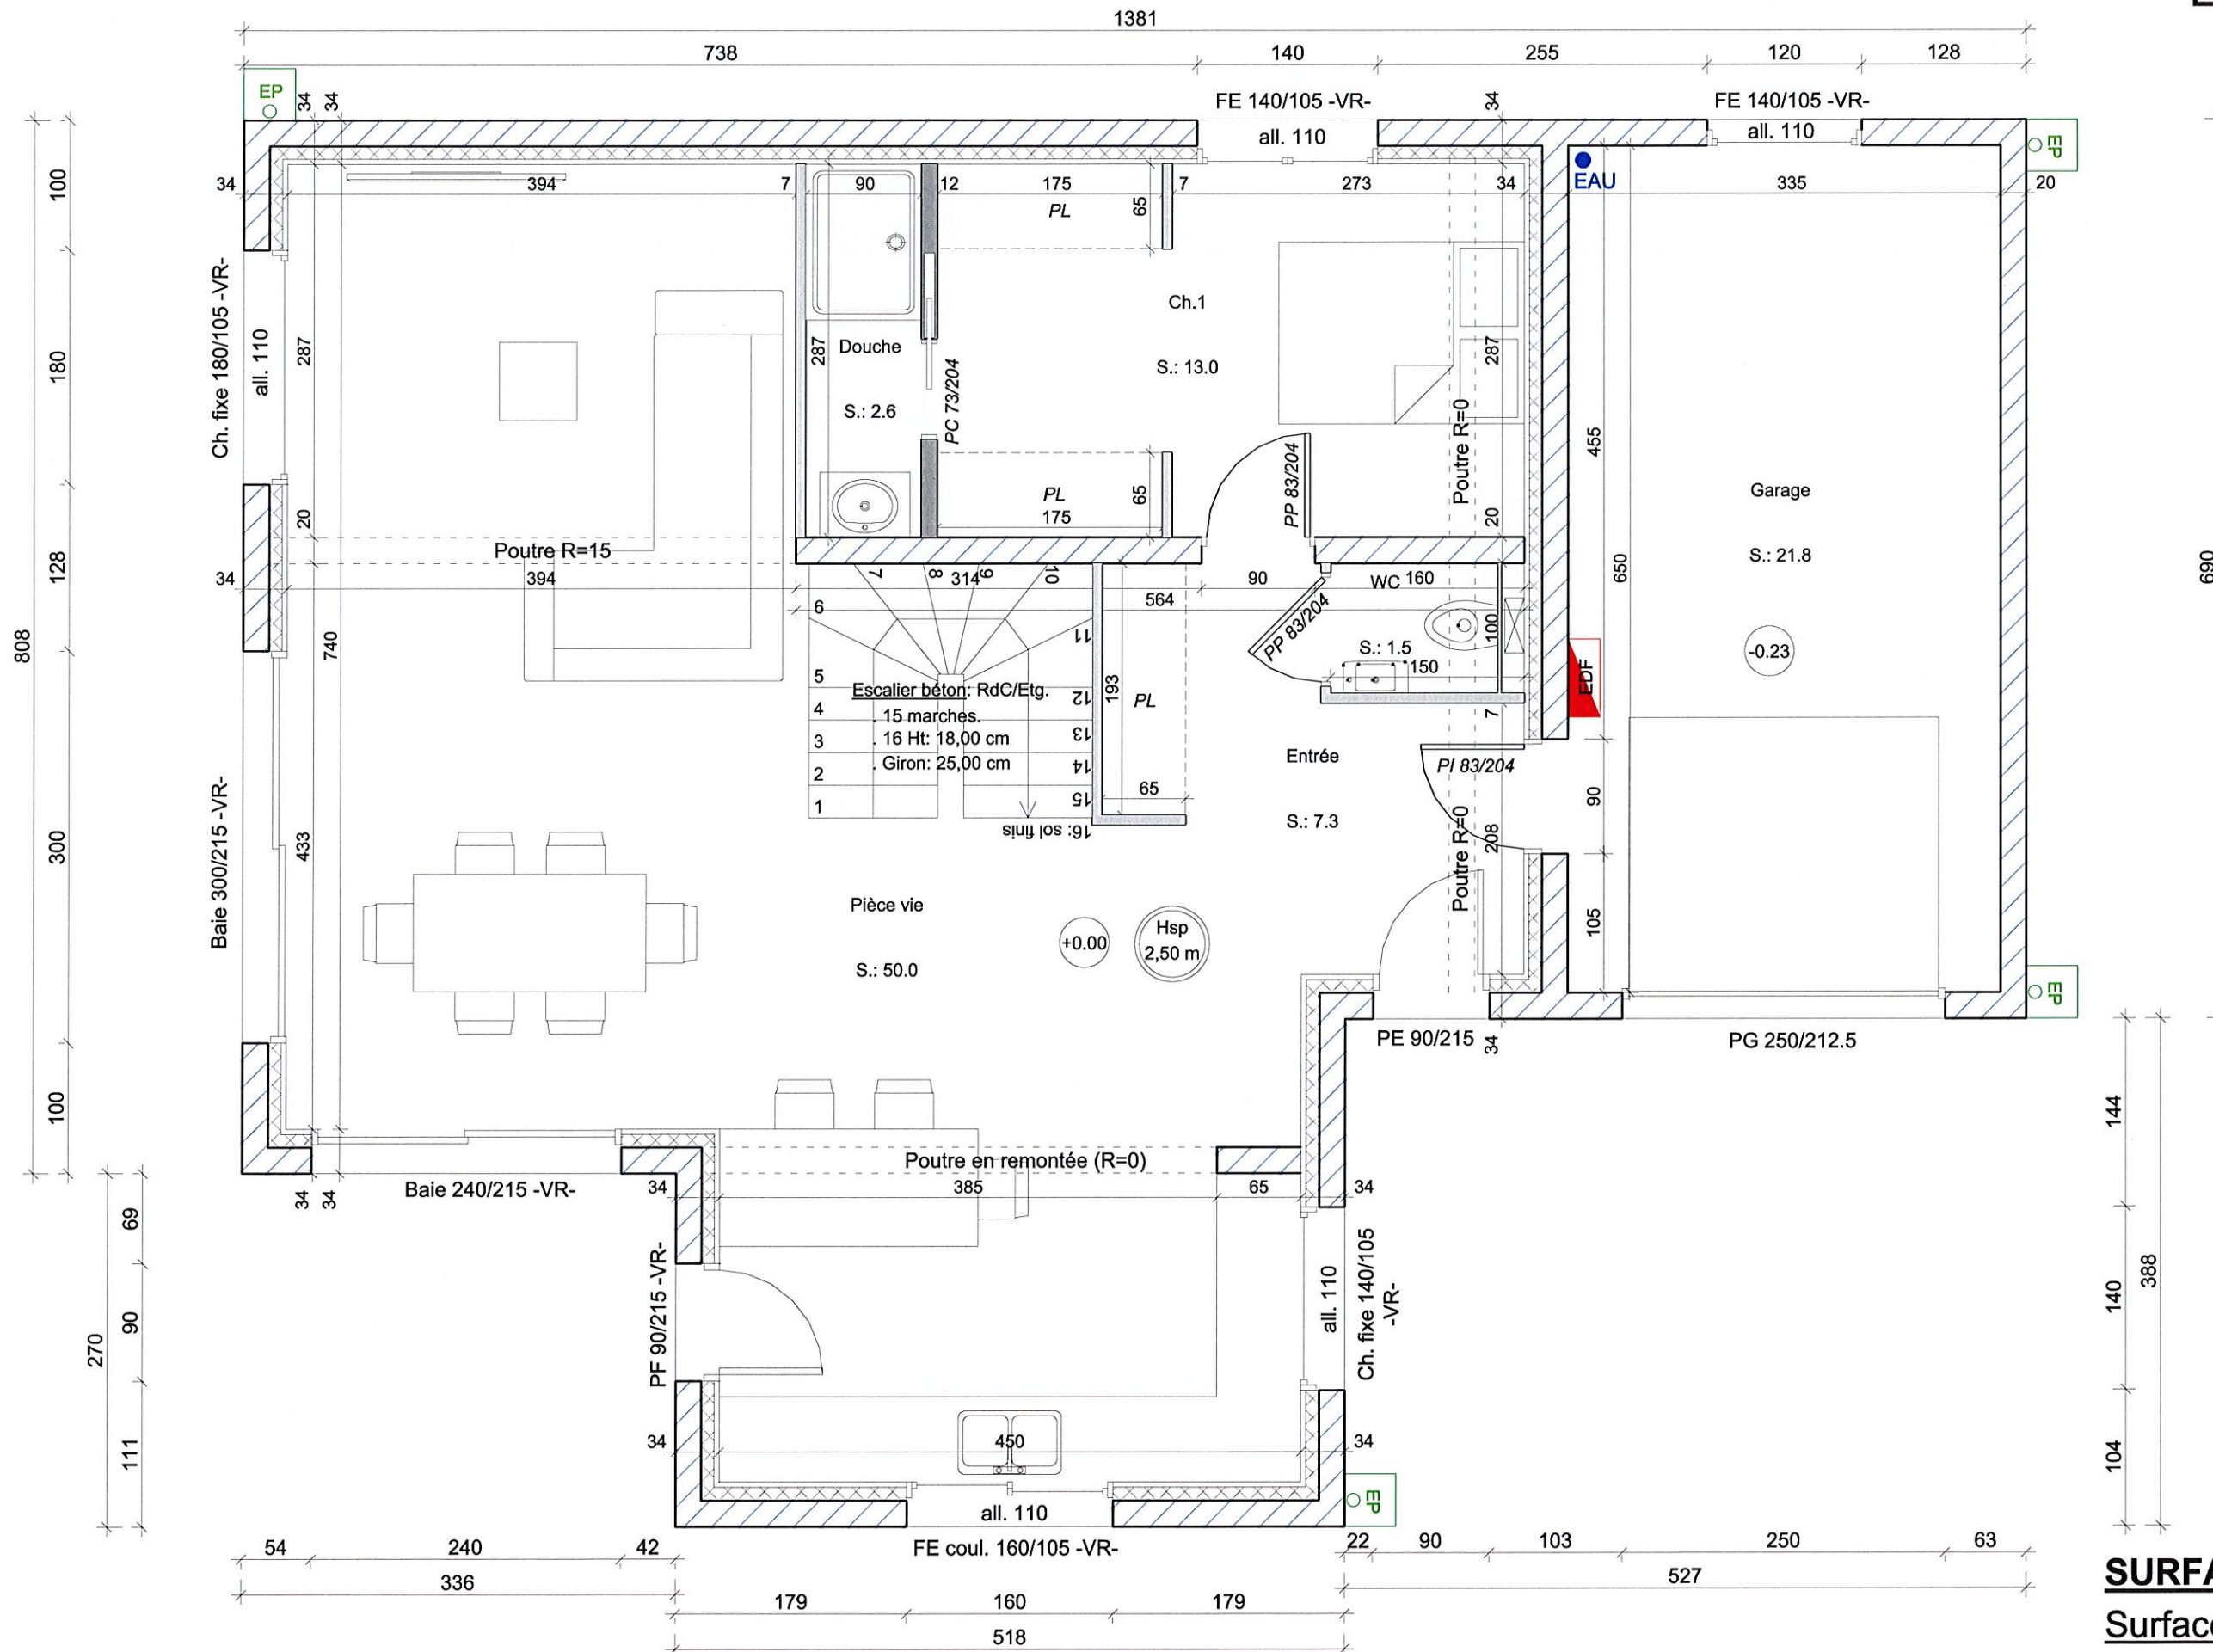 1381
738 140 255 120 128
EP
34 34
FE 140/105 -VR-
34
FE 140/105 -VR-
all. 110
all. 110
EP
EAU
100
34 394 7 90 12 175 7 273 34 335 20
PL
65
Ch. fixe 180/105 -VR-
all. 110
180
287
287
Douche
S.: 2.6
PC 73/204
Ch.1
S.: 13.0
287
Poutre R=0
455
Garage
S.: 21.8
690
PL
175
65
PP 83/204
20
20
Poutre R=15
128
34 394 314 90 WC 160
564
650
808
740
6 7 8 9 10 11
PP 83/204
100
S.: 1.5
150
-0.23
EDF
5
4
3
2
1
Escalier béton: RdC/Etg.
. 15 marches.
. 16 Ht: 18,00 cm
. Giron: 25,00 cm
12
13
14
15
16: sol finis
193
PL
65
7
Entrée
S.: 7.3
PI 83/204
90
Poutre R=0
208
105
Baie 300/215 -VR-
300
433
Pièce vie
S.: 50.0
+0.00
Hsp
2,50 m
EP
PE 90/215
34
PG 250/212.5
100
144
Poutre en remontée (R=0)
Baie 240/215 -VR-
34 34
34 385 65 34
69
PF 90/215 -VR-
all. 110
Ch. fixe 140/105
-VR-
270
90
140
388
111
34 450 34
104
all. 110
EP
FE coul. 160/105 -VR-
54 240 42
22 90 103 250 63
336
527
179 160 179
518